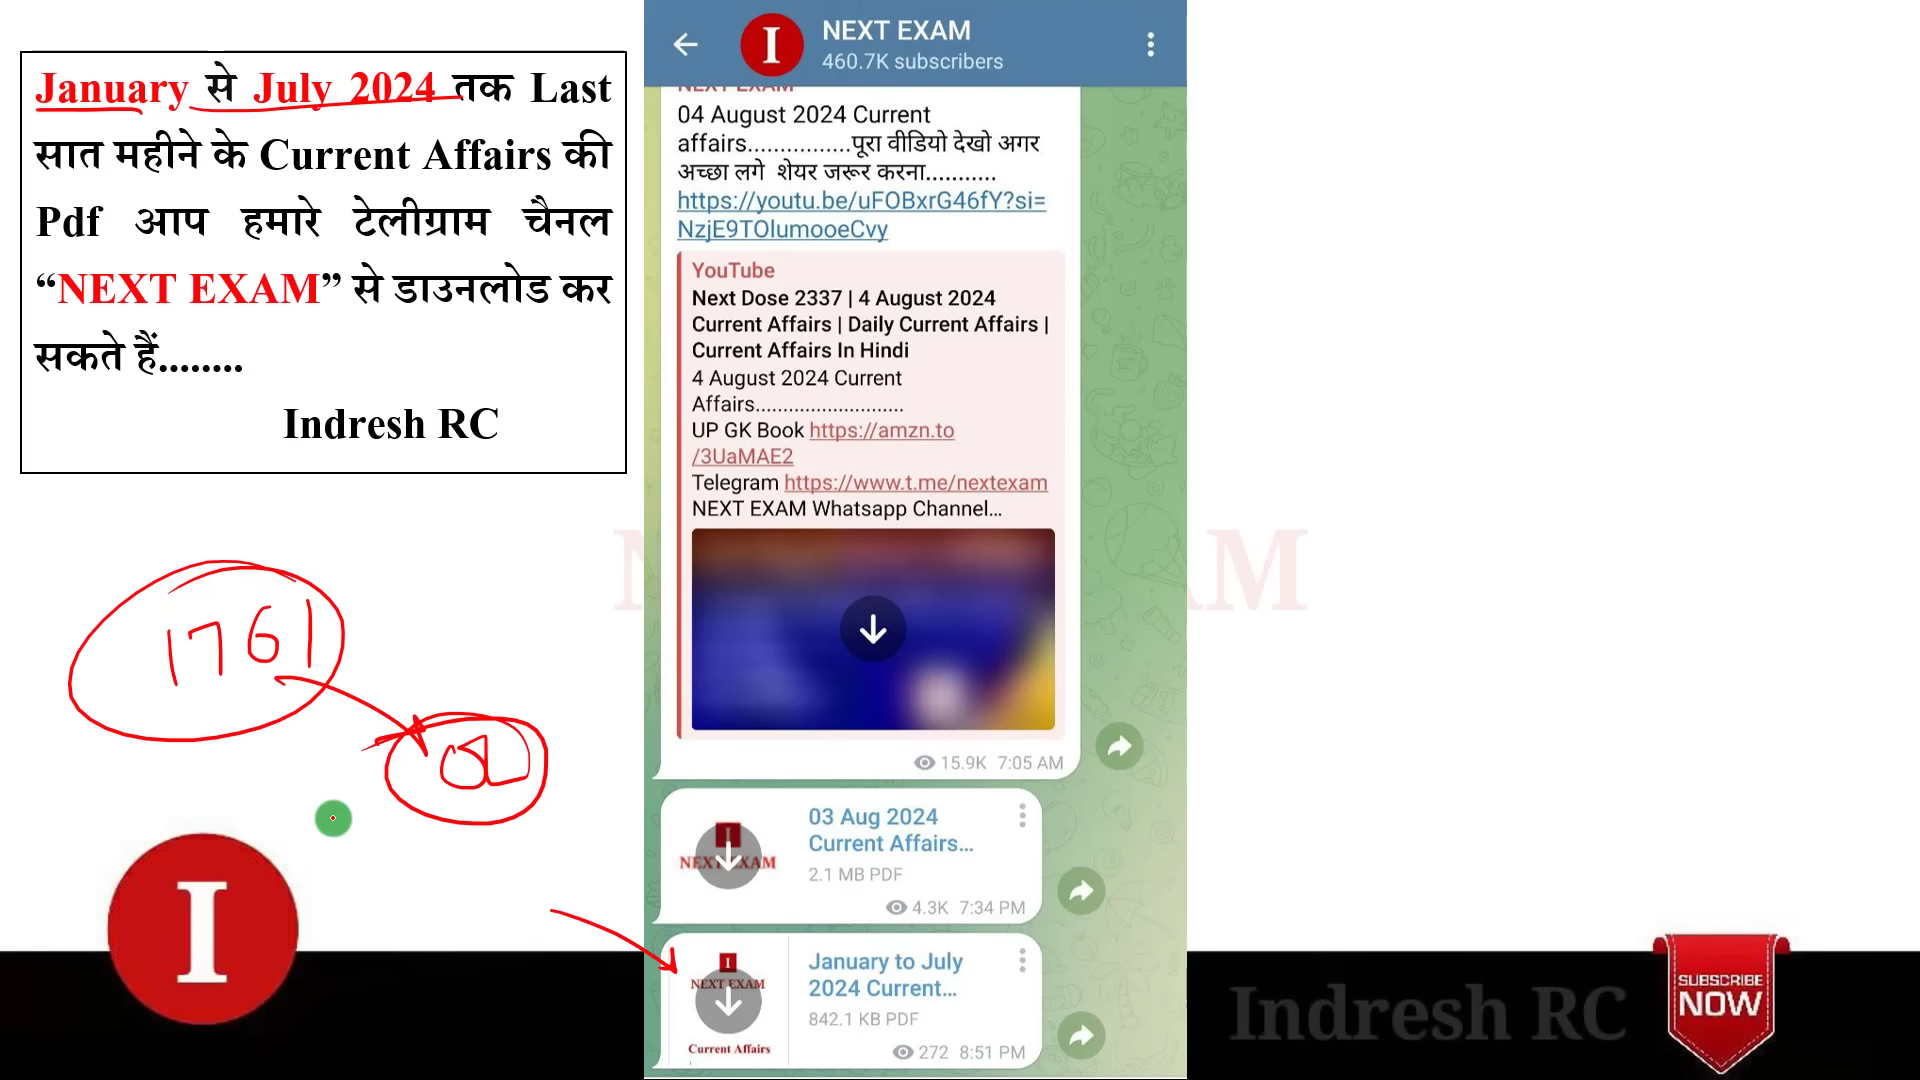 January से July 2024 तक Last
सात महीने के Current Affairs की
Pdf आप हमारे टेलीग्राम चैनल
“NEXT EXAM” से डाउनलोड कर
सकते हैं........
Indresh RC
1761
I
I
NEXT EXAM
460.7K subscribers
NEXT EXAM
04 August 2024 Current
affairs................पूरा वीडियो देखो अगर
अच्छा लगे शेयर जरूर करना...........
https://youtu.be/uFOBxrG46fY?si=
NzjE9TOlumooeCvy
YouTube
Next Dose 2337 | 4 August 2024
Current Affairs | Daily Current Affairs |
Current Affairs In Hindi
4 August 2024 Current
Affairs...........................
UP GK Book https://amzn.to
/3UaMAE2
Telegram https://www.t.me/nextexam
NEXT EXAM Whatsapp Channel…
15.9K 7:05 AM
I
NEXT EXAM
03 Aug 2024
Current Affairs…
2.1 MB PDF
4.3K 7:34 PM
I
NEXT EXAM
Current Affairs
January to July
2024 Current…
842.1 KB PDF
272 8:51 PM
Indresh RC
SUBSCRIBE
NOW